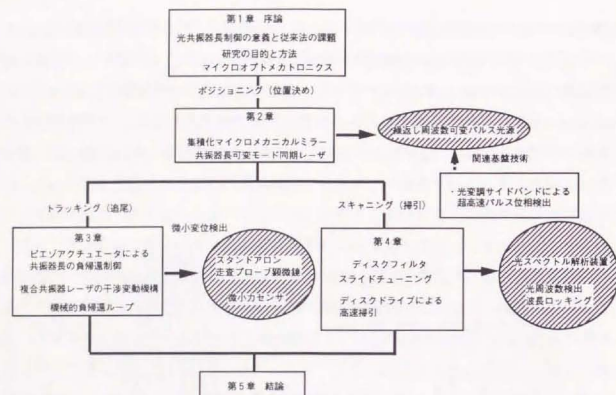 第1章 序論
光共振器長制御の意義と従来法の課題
研究の目的と方法
マイクロオプトメカトロニクス
ポジショニング（位置決め）
第2章
集積化マイクロメカニカルミラー
共振器長可変モード同期レーザ
繰返し周波数可変パルス光源
関連基盤技術
・光変調サイドバンドによる
超高速パルス位相検出
トラッキング（追尾）
スキャニング（掃引）
第3章
ピエゾアクチュエータによる
共振器長の負帰還制御
複合共振器レーザの干渉変動機構
機械的負帰還ループ
微小変位検出
スタンドアロン
走査プローブ顕微鏡
微小力センサ
第4章
ディスクフィルタ
スライドチューニング
ディスクドライブによる
高速掃引
光スペクトル解析装置
光周波数検出
波長ロッキング
第5章 結論